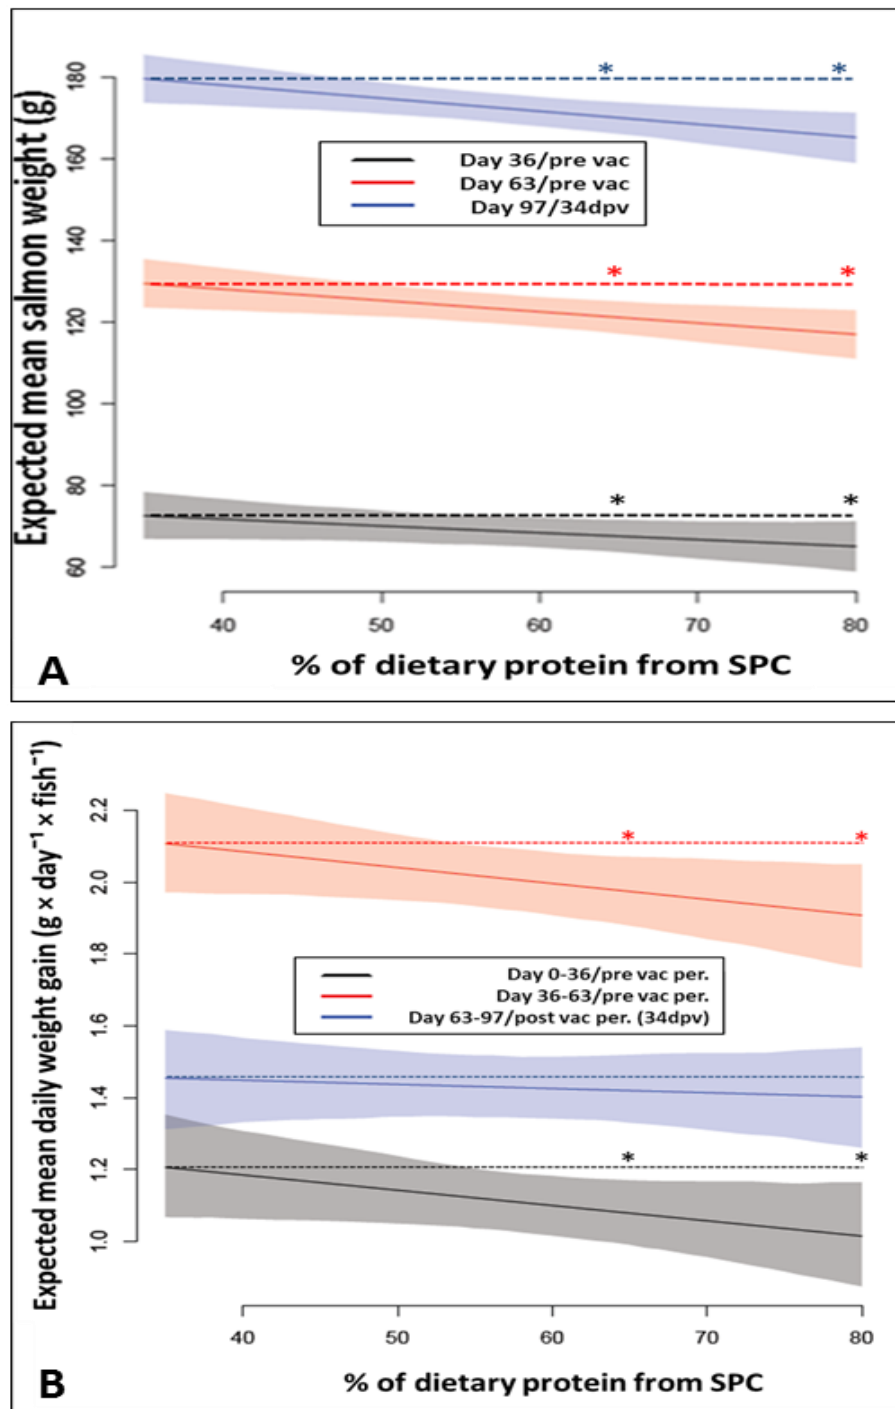 Expected mean salmon weight (g)
180
160
140
120
100
80
60
* *
Day 36/pre vac
Day 63/pre vac
Day 97/34dpv
* *
* *
40 50 60 70 80
% of dietary protein from SPC
A
Expected mean daily weight gain (g × day⁻¹ × fish⁻¹)
2.2
2.0
1.8
1.6
1.4
1.2
1.0
* *
Day 0-36/pre vac per.
Day 36-63/pre vac per.
Day 63-97/post vac per. (34dpv)
* *
40 50 60 70 80
% of dietary protein from SPC
B